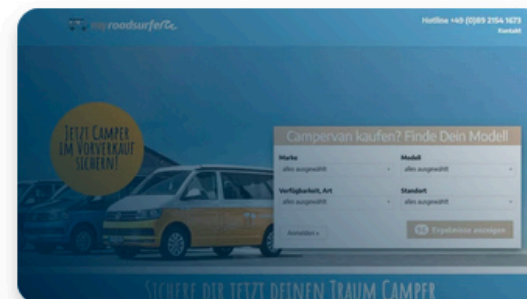 myroadsurfer
Hotline +49 (0)89 2154 1673
Kontakt
JETZT CAMPER
IM VORVERKAUF
SICHERN!
Campervan kaufen? Finde Dein Modell
Marke
alles ausgewählt
Modell
alles ausgewählt
Verfügbarkeit, Art
alles ausgewählt
Standort
alles ausgewählt
Anmelden »
Ergebnisse anzeigen
SICHERE DIR JETZT DEINEN TRAUM CAMPER